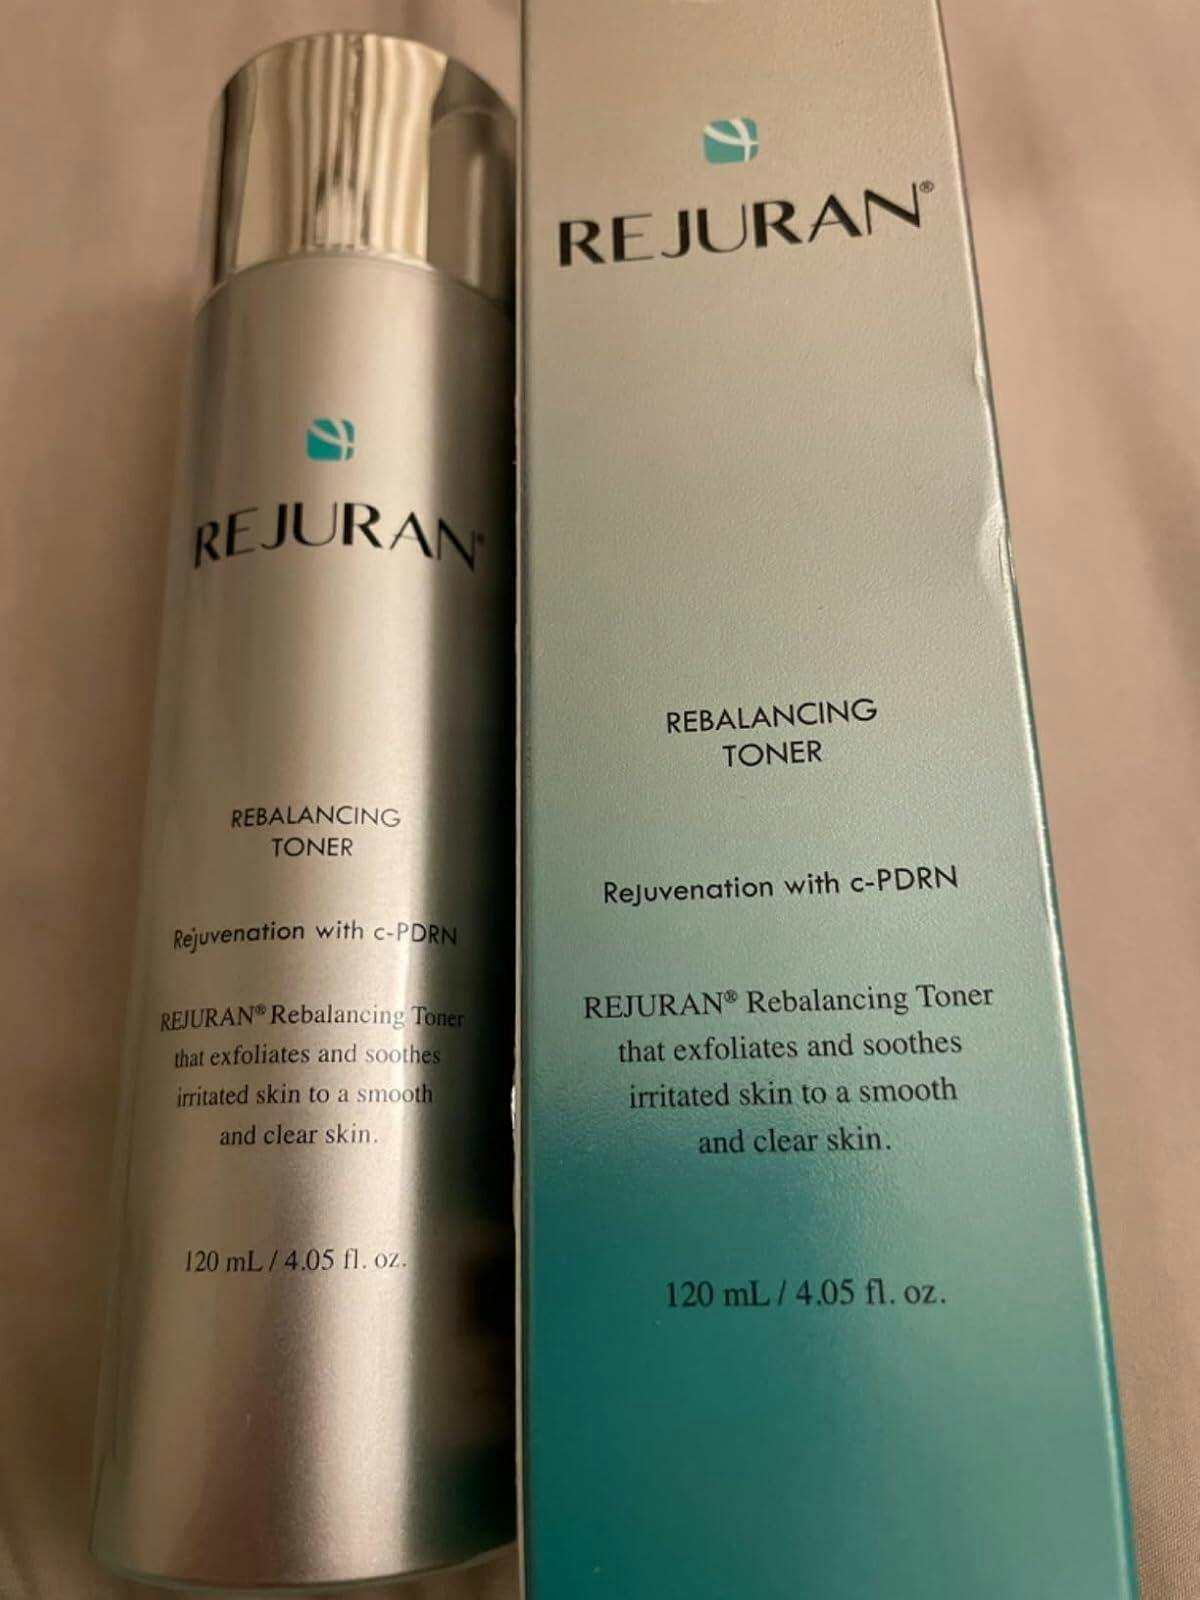 REJURAN®
REBALANCING
TONER
Rejuvenation with c-PDRN
REJURAN® Rebalancing Toner
that exfoliates and soothes
irritated skin to a smooth
and clear skin.
120 mL / 4.05 fl. oz.
REJURAN®
REBALANCING
TONER
Rejuvenation with c-PDRN
REJURAN® Rebalancing Toner
that exfoliates and soothes
irritated skin to a smooth
and clear skin.
120 mL / 4.05 fl. oz.